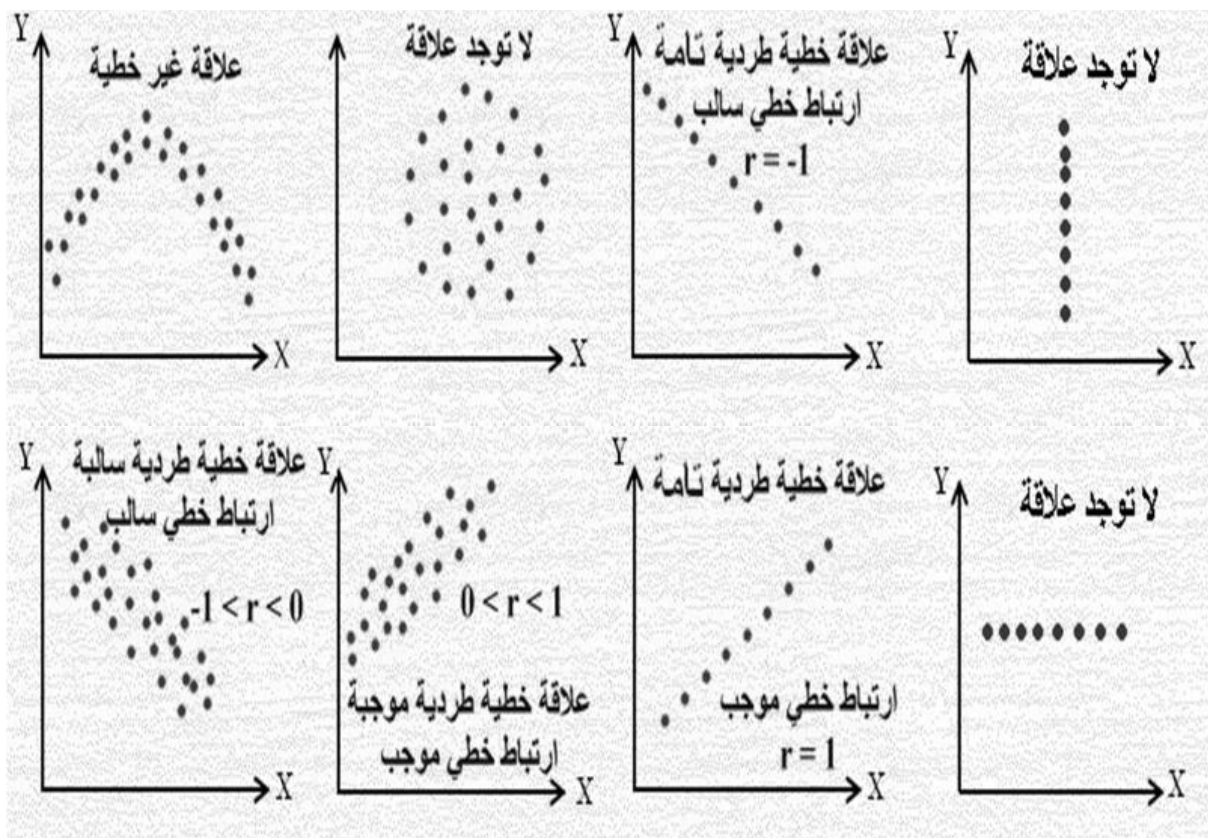 Y
علاقة غير خطية
X
لا توجد علاقة
Y
علاقة خطية طردية تامة
ارتباط خطي سالب
r = -1
X
Y
لا توجد علاقة
X
Y
علاقة خطية طردية سالبة
ارتباط خطي سالب
-1 < r < 0
X
Y
0 < r < 1
علاقة خطية طردية موجبة
ارتباط خطي موجب
X
Y
علاقة خطية طردية تامة
ارتباط خطي موجب
r = 1
X
Y
لا توجد علاقة
X